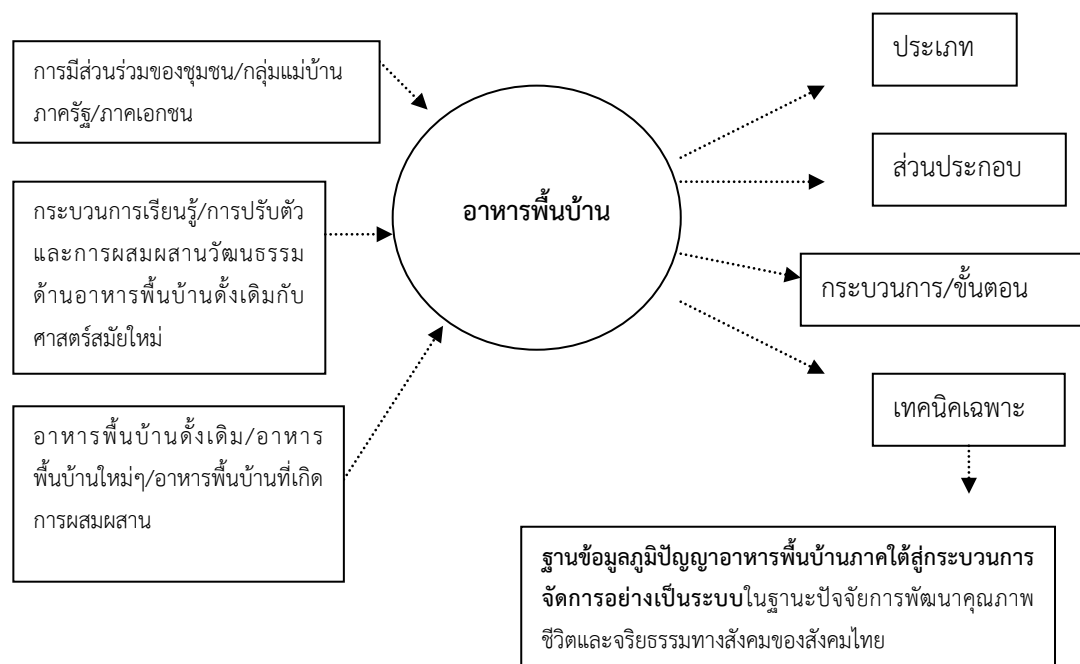 การมีส่วนร่วมของชุมชน/กลุ่มแม่บ้าน
ภาครัฐ/ภาคเอกชน
กระบวนการเรียนรู้/การปรับตัว
และการผสมผสานวัฒนธรรม
ด้านอาหารพื้นบ้านดั้งเดิมกับ
ศาสตร์สมัยใหม่
อาหารพื้นบ้านดั้งเดิม/อาหาร
พื้นบ้านใหม่ๆ/อาหารพื้นบ้านที่เกิด
การผสมผสาน
อาหารพื้นบ้าน
ประเภท
ส่วนประกอบ
กระบวนการ/ขั้นตอน
เทคนิคเฉพาะ
ฐานข้อมูลภูมิปัญญาอาหารพื้นบ้านภาคใต้สู่กระบวนการ
จัดการอย่างเป็นระบบในฐานะปัจจัยการพัฒนาคุณภาพ
ชีวิตและจริยธรรมทางสังคมของสังคมไทย